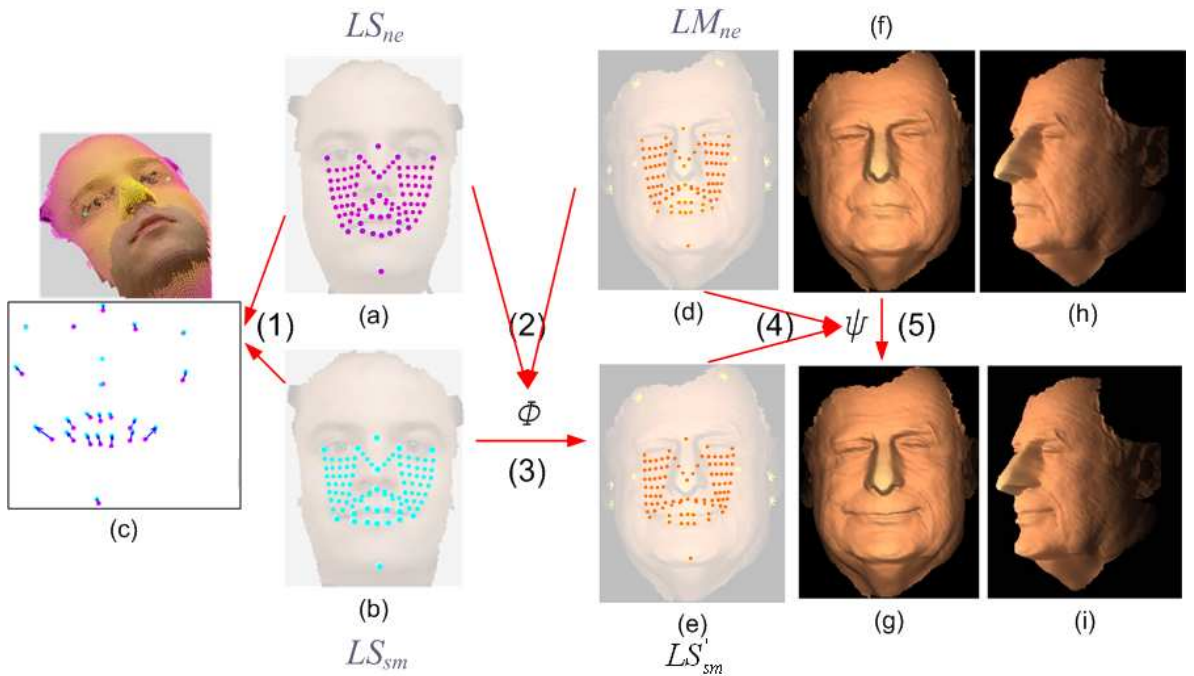 LS_ne
LM_ne
(f)
(a)
(d)
(h)
(1)
(2)
(4)
ψ
(5)
Φ
(3)
(c)
(b)
(e)
(g)
(i)
LS_sm
LS'_sm